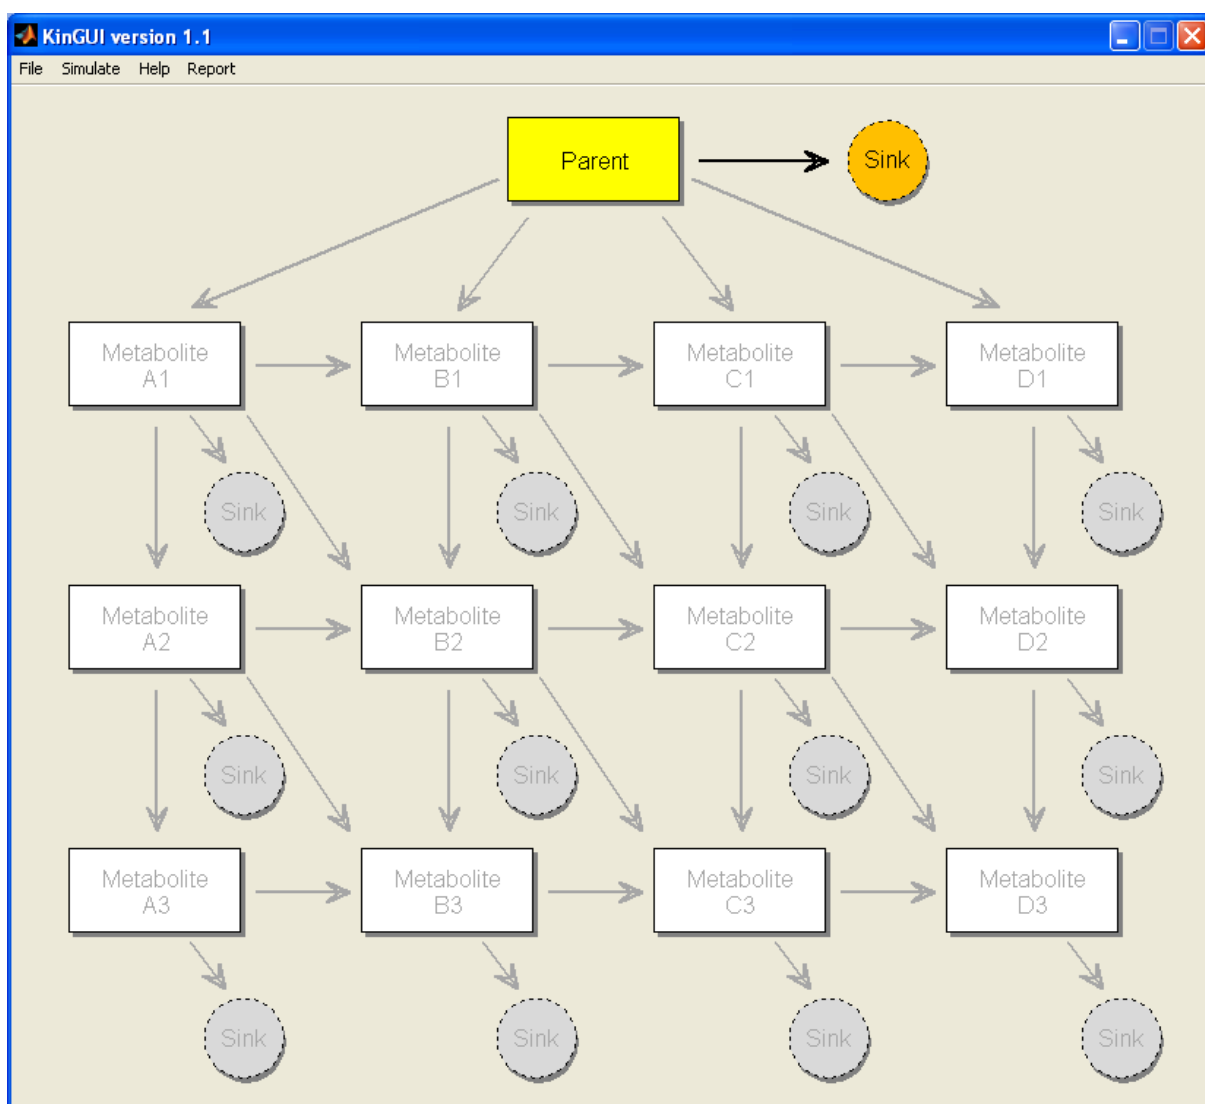 KinGUI version 1.1
File Simulate Help Report
Parent
Sink
Metabolite
A1
Metabolite
B1
Metabolite
C1
Metabolite
D1
Sink
Sink
Sink
Sink
Metabolite
A2
Metabolite
B2
Metabolite
C2
Metabolite
D2
Sink
Sink
Sink
Sink
Metabolite
A3
Metabolite
B3
Metabolite
C3
Metabolite
D3
Sink
Sink
Sink
Sink